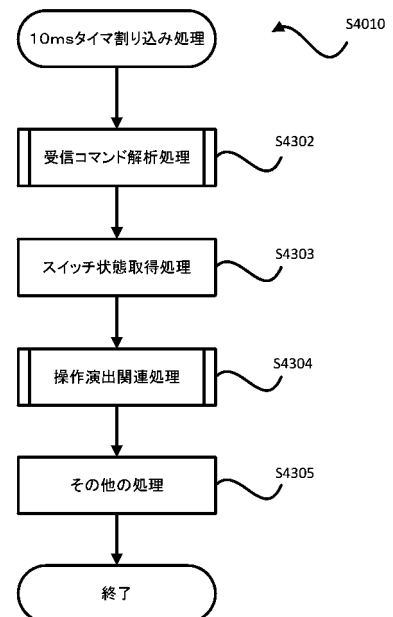 10msタイマ割り込み処理
S4010
受信コマンド解析処理
S4302
スイッチ状態取得処理
S4303
操作演出関連処理
S4304
その他の処理
S4305
終了